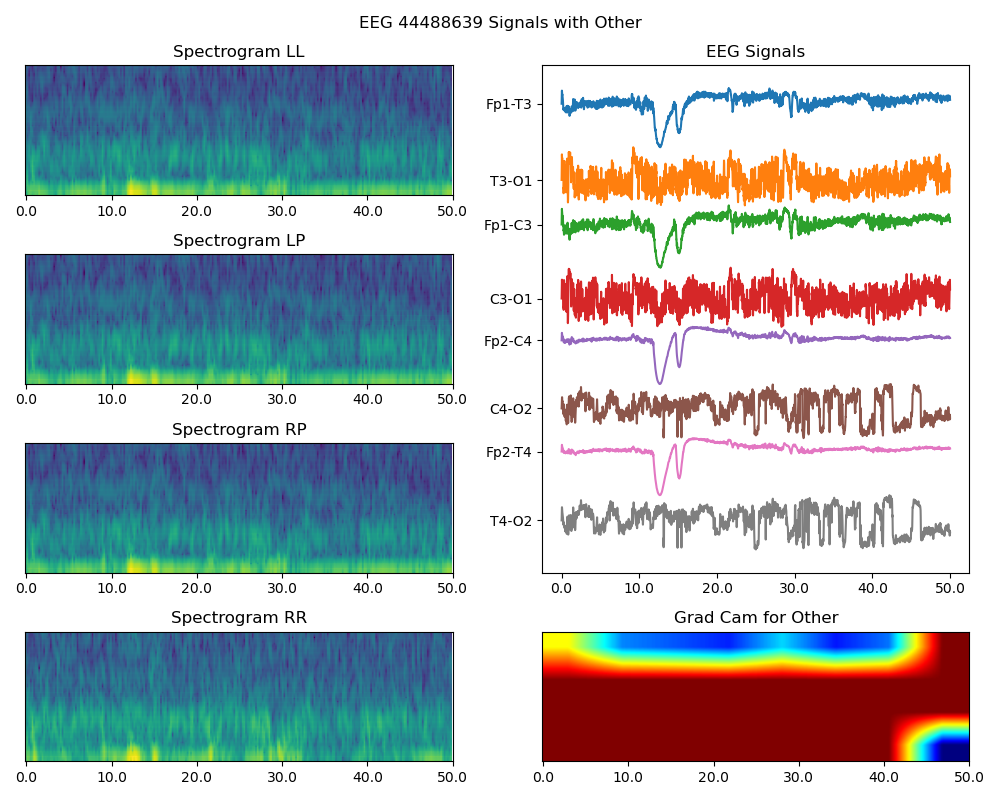 EEG 44488639 Signals with Other
Spectrogram LL
0.0 10.0 20.0 30.0 40.0 50.0
Spectrogram LP
0.0 10.0 20.0 30.0 40.0 50.0
Spectrogram RP
0.0 10.0 20.0 30.0 40.0 50.0
Spectrogram RR
0.0 10.0 20.0 30.0 40.0 50.0
EEG Signals
Fp1-T3
T3-O1
Fp1-C3
C3-O1
Fp2-C4
C4-O2
Fp2-T4
T4-O2
0.0 10.0 20.0 30.0 40.0 50.0
Grad Cam for Other
0.0 10.0 20.0 30.0 40.0 50.0